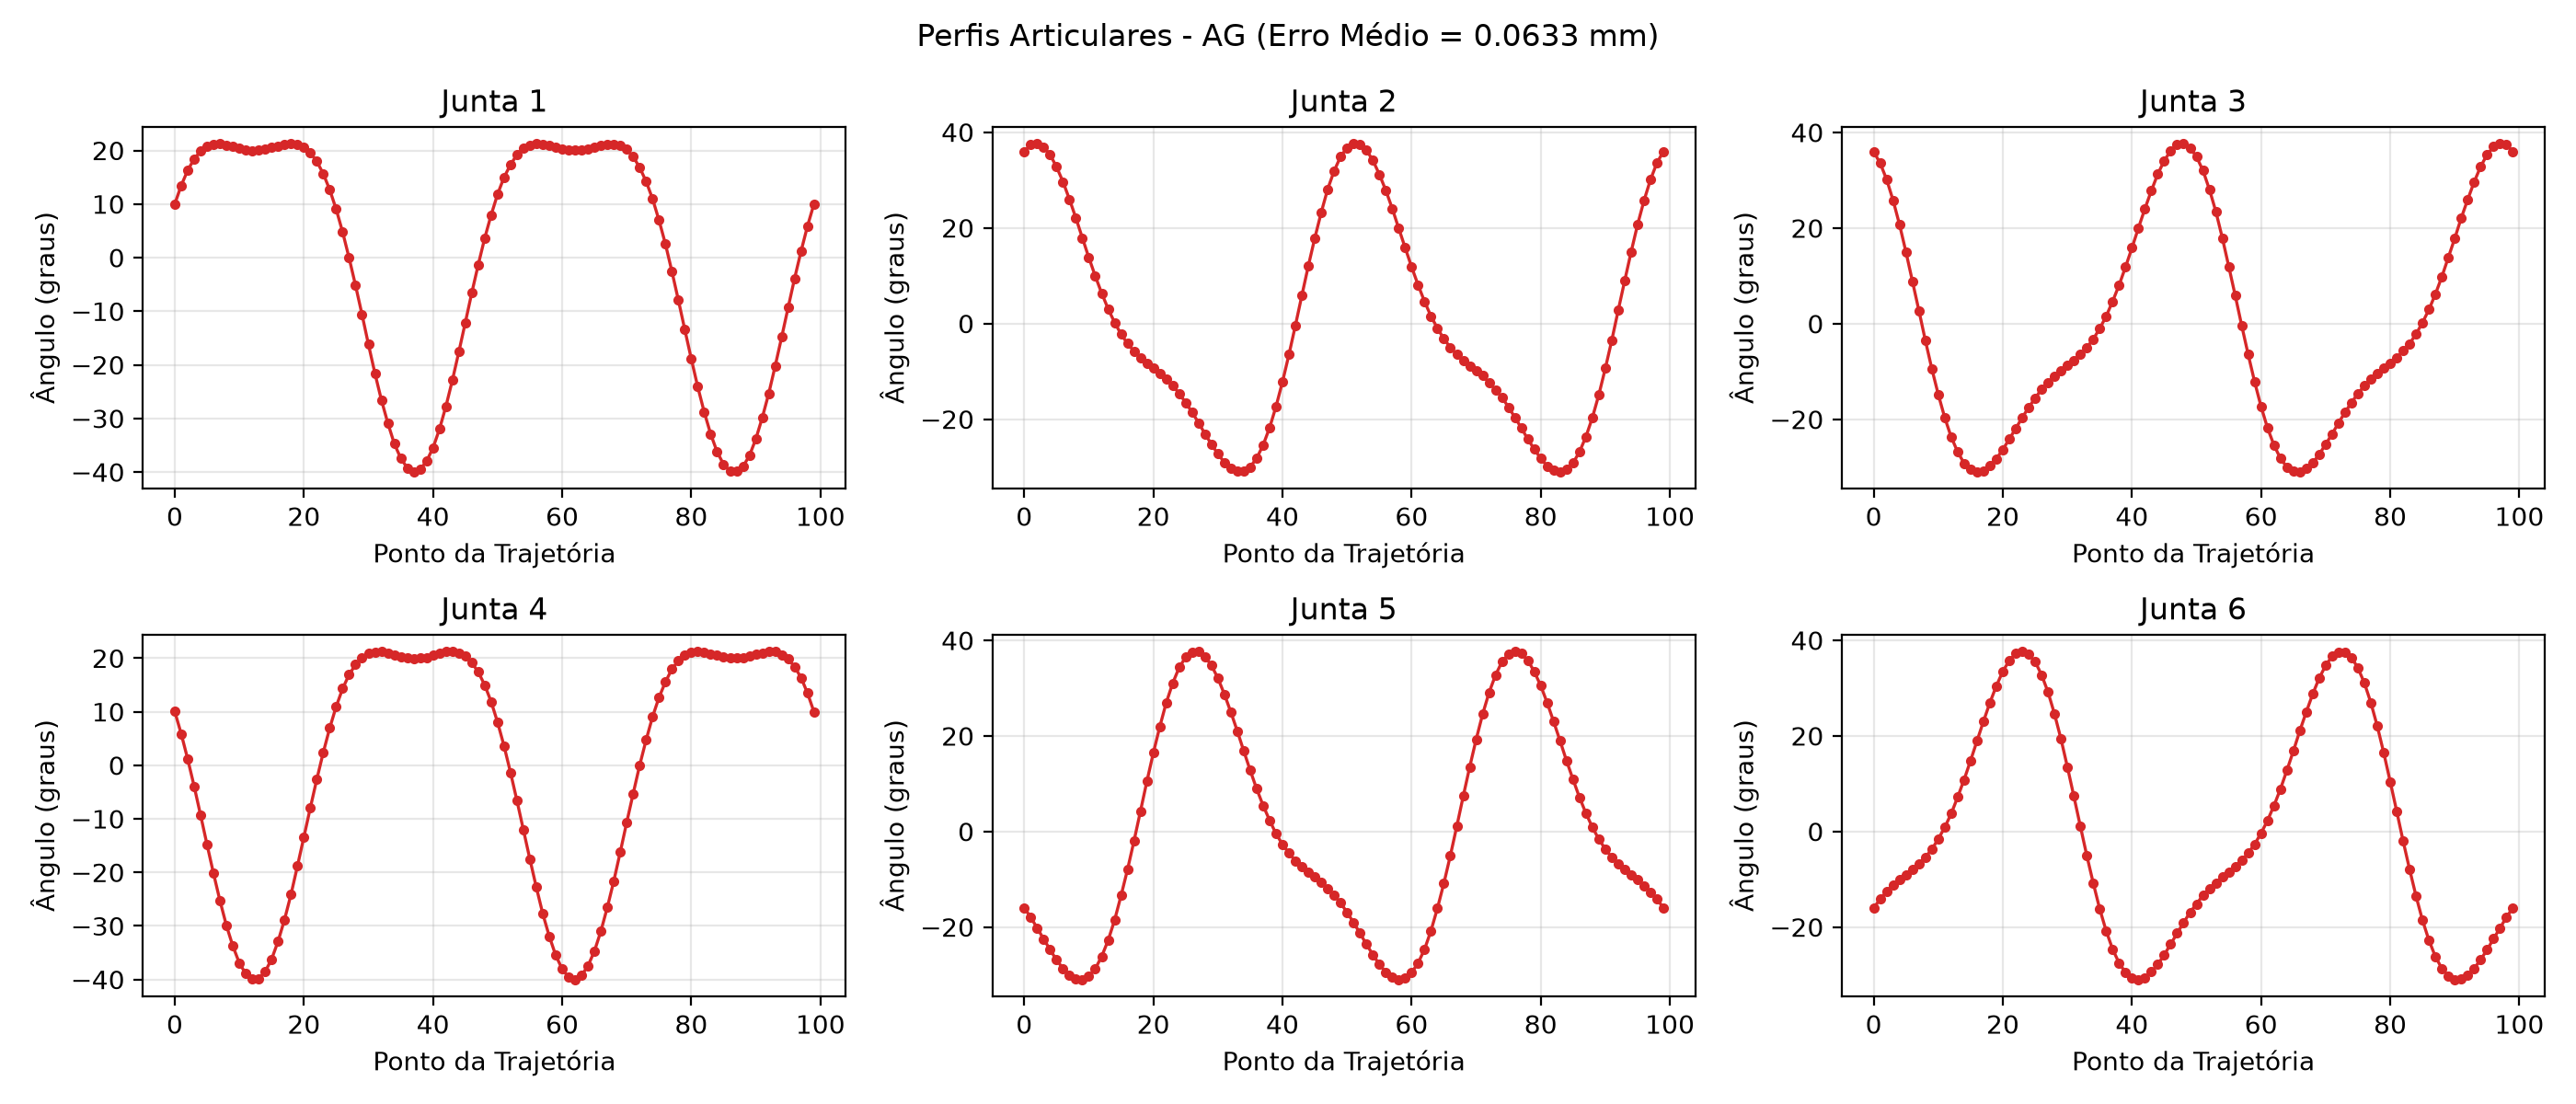 Perfis Articulares - AG (Erro Médio = 0.0633 mm)
Junta 1
Junta 2
Junta 3
20
10
0
−10
−20
−30
−40
Ângulo (graus)
0 20 40 60 80 100
Ponto da Trajetória
40
20
0
−20
Ângulo (graus)
0 20 40 60 80 100
Ponto da Trajetória
40
20
0
−20
Ângulo (graus)
0 20 40 60 80 100
Ponto da Trajetória
Junta 4
Junta 5
Junta 6
20
10
0
−10
−20
−30
−40
Ângulo (graus)
0 20 40 60 80 100
Ponto da Trajetória
40
20
0
−20
Ângulo (graus)
0 20 40 60 80 100
Ponto da Trajetória
40
20
0
−20
Ângulo (graus)
0 20 40 60 80 100
Ponto da Trajetória